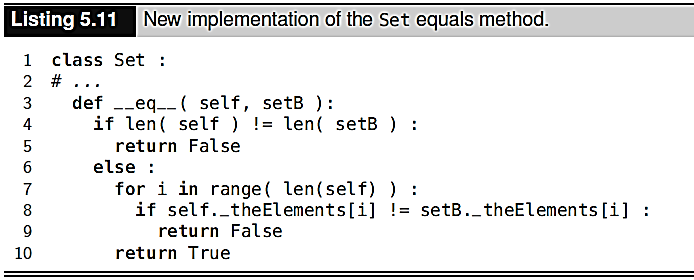 Listing 5.11 New implementation of the Set equals method.
1 class Set :
2 # ...
3   def __eq__( self, setB ):
4     if len( self ) != len( setB ) :
5       return False
6     else :
7       for i in range( len(self) ) :
8         if self._theElements[i] != setB._theElements[i] :
9           return False
10       return True